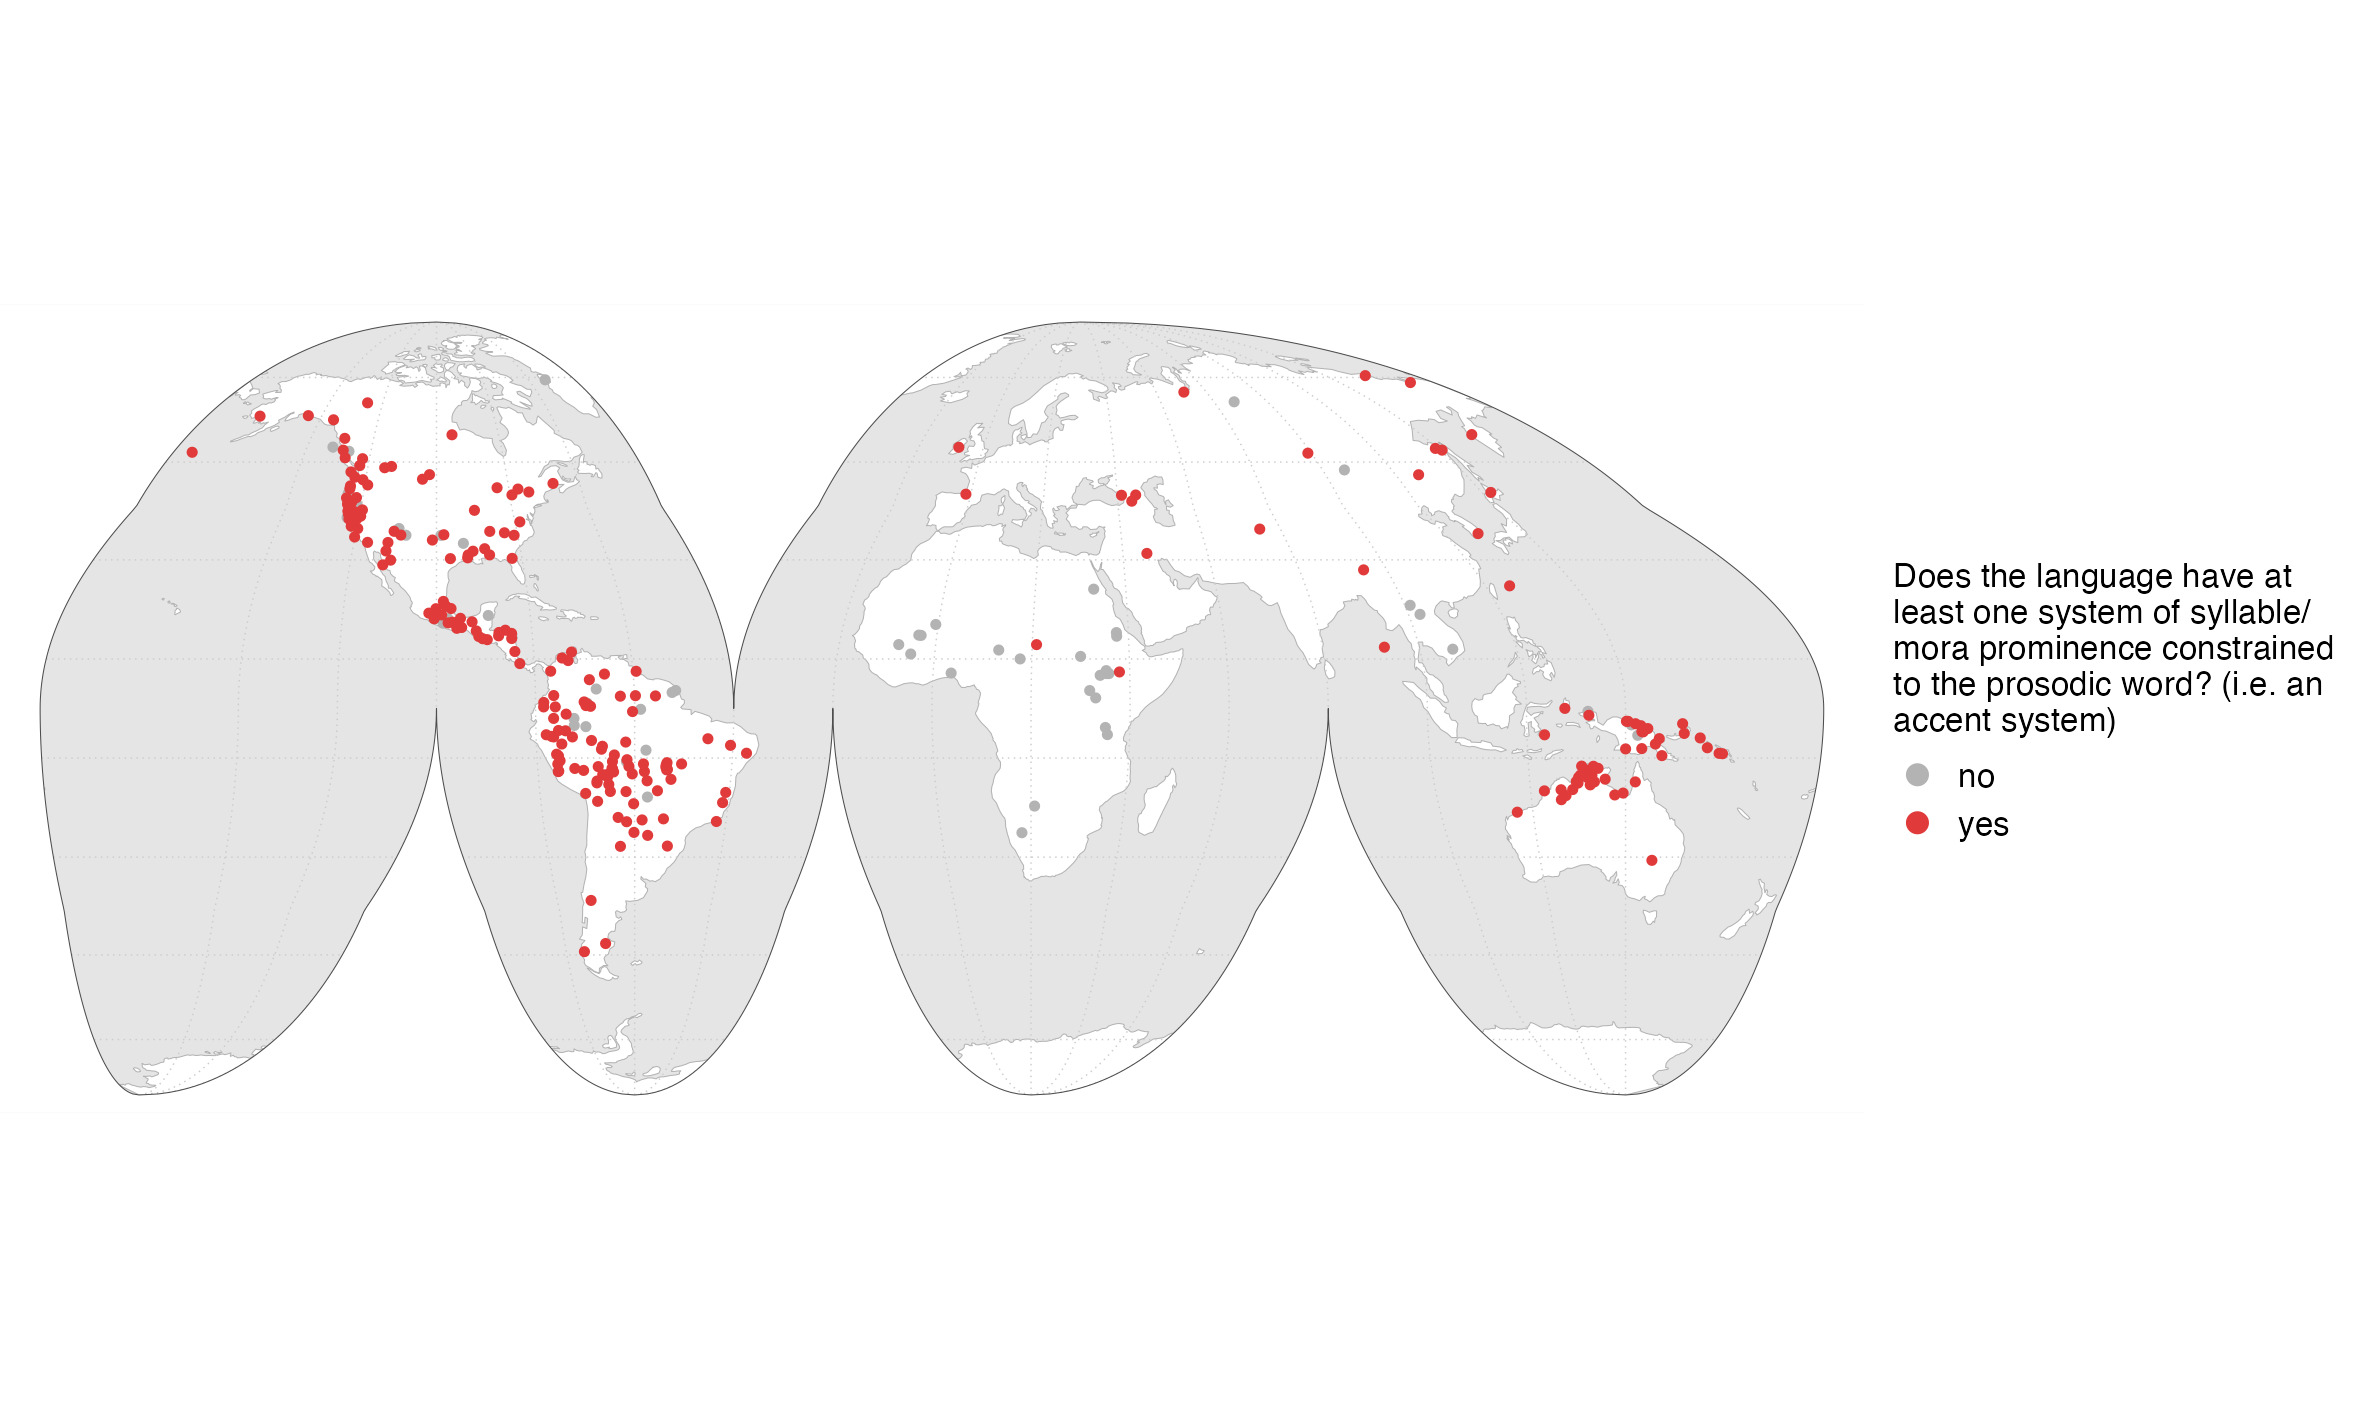 Does the language have at
least one system of syllable/
mora prominence constrained
to the prosodic word? (i.e. an
accent system)
no
yes